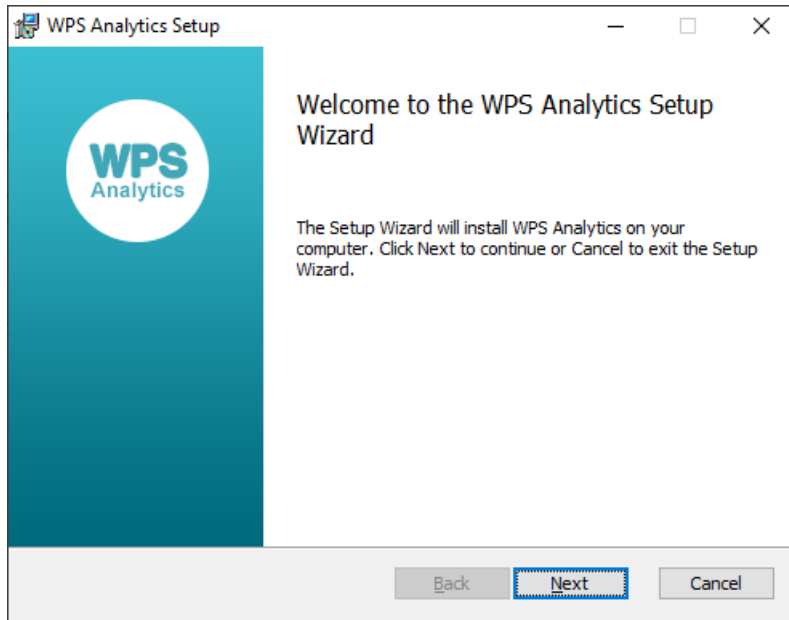 WPS Analytics Setup
WPS
Analytics
Welcome to the WPS Analytics Setup
Wizard
The Setup Wizard will install WPS Analytics on your
computer. Click Next to continue or Cancel to exit the Setup
Wizard.
Back
Next
Cancel